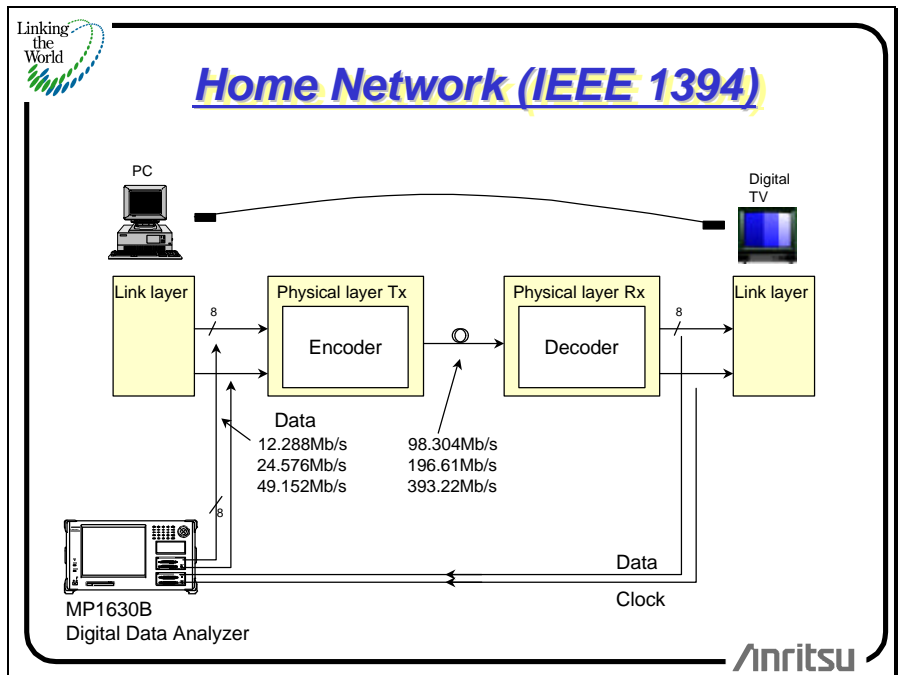 Linking
the
World
Home Network (IEEE 1394)
PC
Digital
TV
Link layer
Physical layer Tx
Physical layer Rx
Link layer
8
8
Encoder
Decoder
Data
12.288Mb/s
24.576Mb/s
49.152Mb/s
98.304Mb/s
196.61Mb/s
393.22Mb/s
8
Data
Clock
MP1630B
Digital Data Analyzer
Anritsu